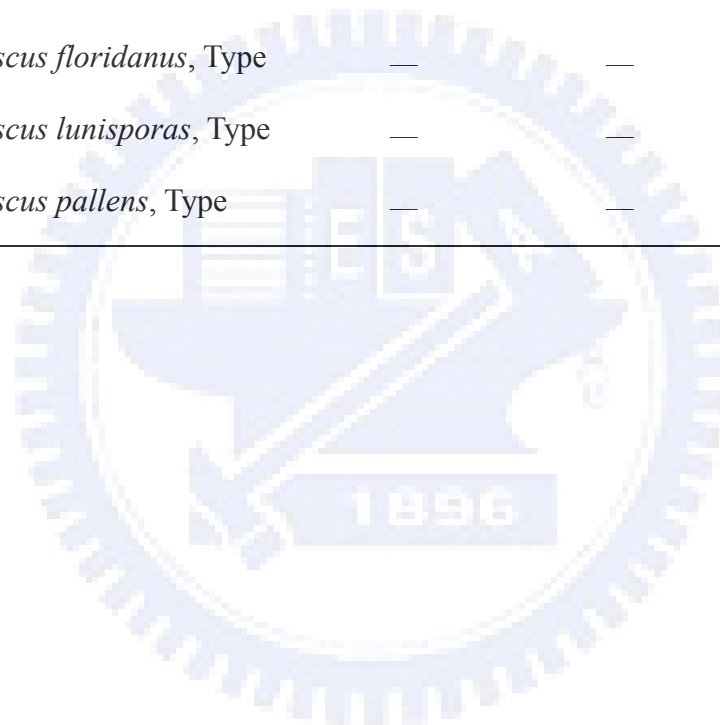 scus floridanus, Type — —
scus lunisporas, Type — —
scus pallens, Type — —
E S A
1896